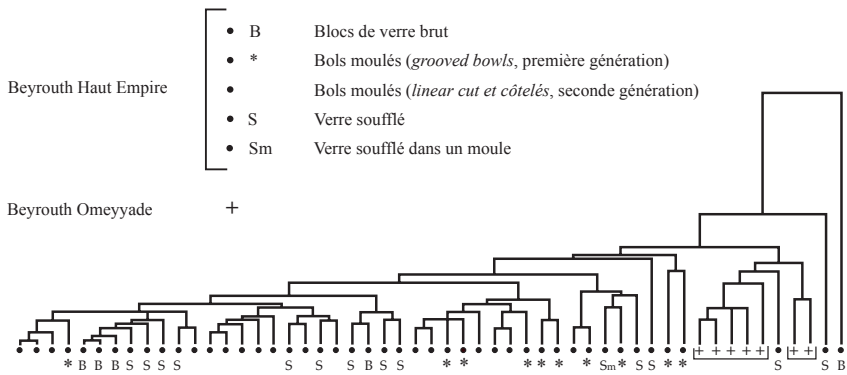 B Blocs de verre brut
* Bols moulés (grooved bowls, première génération)
Beyrouth Haut Empire
Bols moulés (linear cut et côtelés, seconde génération)
S Verre soufflé
Sm Verre soufflé dans un moule
Beyrouth Omeyyade +
+ + + + + + +
* B B B S S S S S S S B S S * * * * * * Sm * S S * * S S B